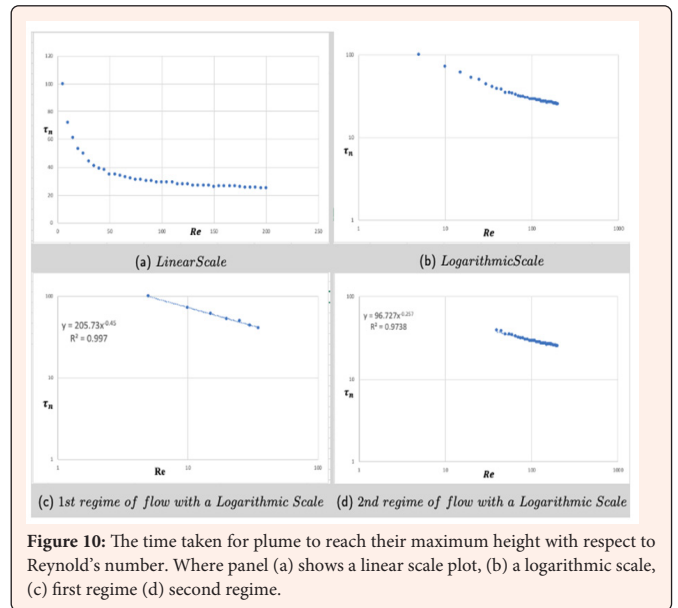 120
100
80
τn
60
40
20
0
0 50 100 Re 150 200 250
(a) LinearScale
100
10
τn
1
1 10 100 1000
Re
(b) LogarithmicScale
100
y = 205.73x^-0.45
R² = 0.997
10
τn
1
1 10 100
Re
(c) 1st regime of flow with a Logarithmic Scale
100
y = 96.727x^-0.257
R² = 0.9738
10
τn
1
1 10 100 1000
Re
(d) 2nd regime of flow with a Logarithmic Scale
Figure 10: The time taken for plume to reach their maximum height with respect to
Reynold's number. Where panel (a) shows a linear scale plot, (b) a logarithmic scale,
(c) first regime (d) second regime.